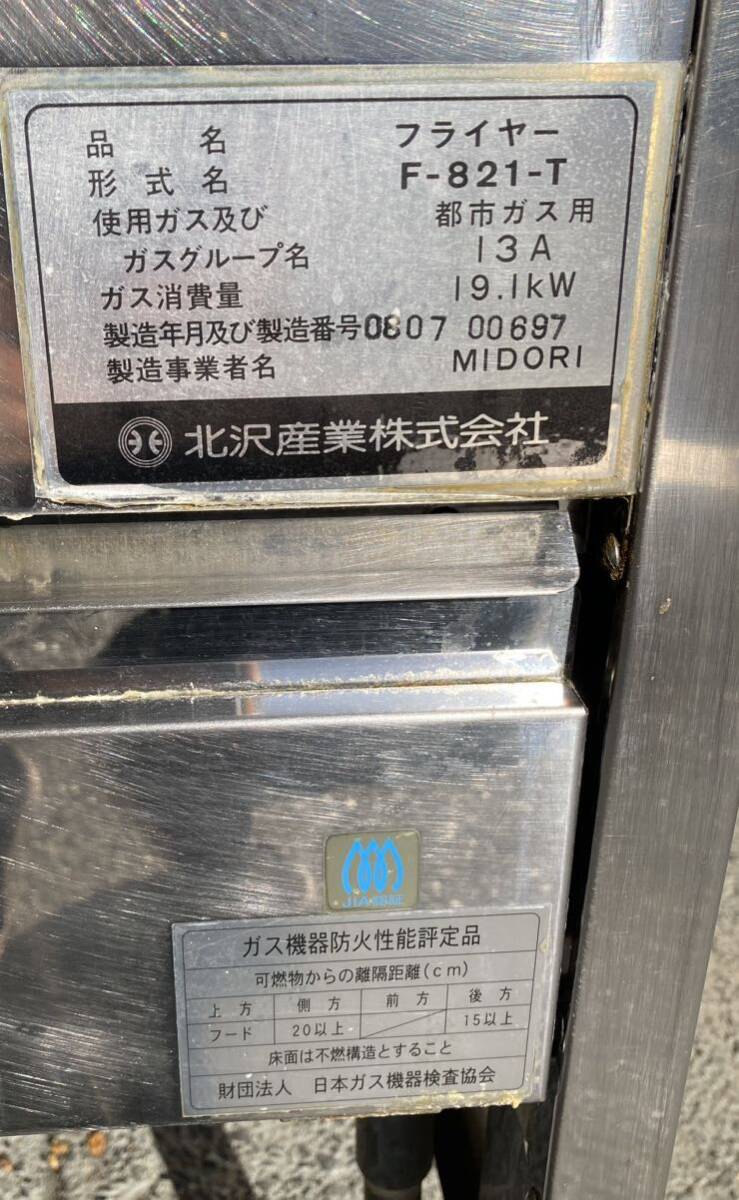 品名 フライヤー
形式名 F-821-T
使用ガス及び 都市ガス用
ガスグループ名 13A
ガス消費量 19.1kW
製造年月及び製造番号 0807 00697
製造事業者名 MIDORI
北沢産業株式会社
ガス機器防火性能評定品
可燃物からの離隔距離(cm)
上方 側方 前方 後方
フード 20以上 15以上
床面は不燃構造とすること
財団法人 日本ガス機器検査協会